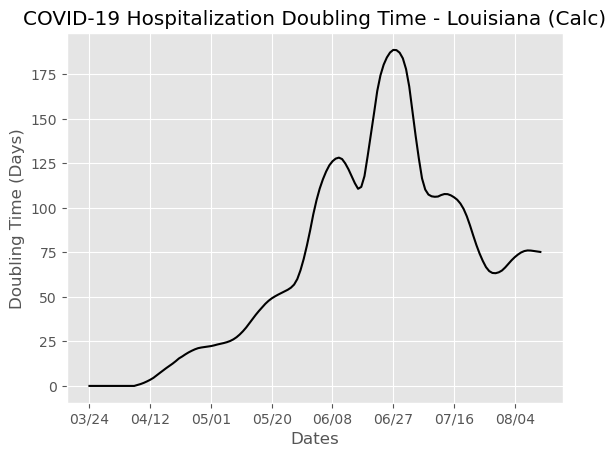 COVID-19 Hospitalization Doubling Time - Louisiana (Calc)
Doubling Time (Days)
175
150
125
100
75
50
25
0
03/24 04/12 05/01 05/20 06/08 06/27 07/16 08/04
Dates